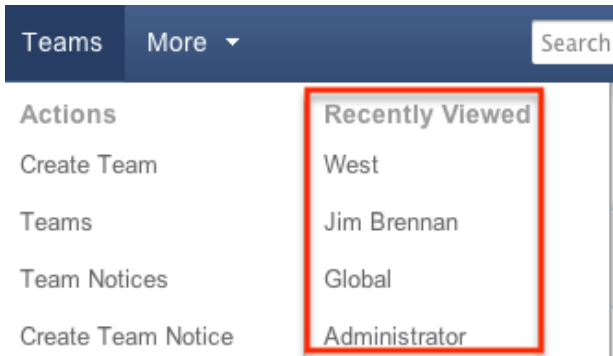 Teams More Search
Actions
Create Team
Teams
Team Notices
Create Team Notice
Recently Viewed
West
Jim Brennan
Global
Administrator